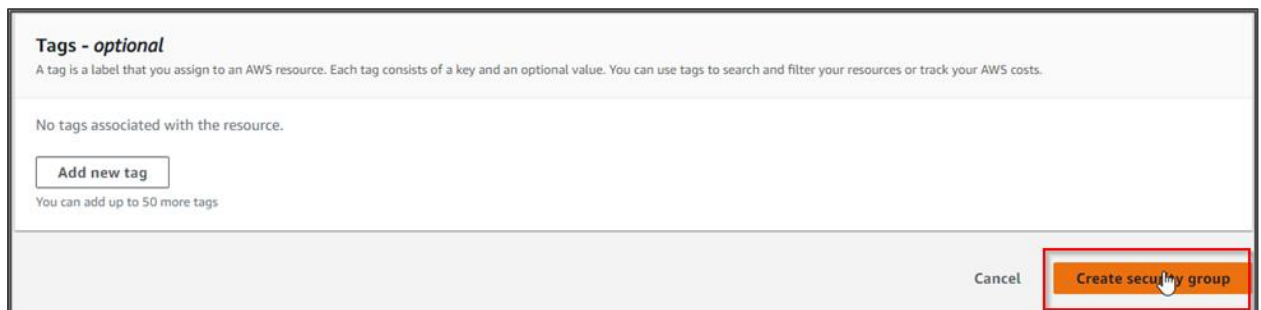 Tags - optional
A tag is a label that you assign to an AWS resource. Each tag consists of a key and an optional value. You can use tags to search and filter your resources or track your AWS costs.
No tags associated with the resource.
Add new tag
You can add up to 50 more tags
Cancel
Create security group